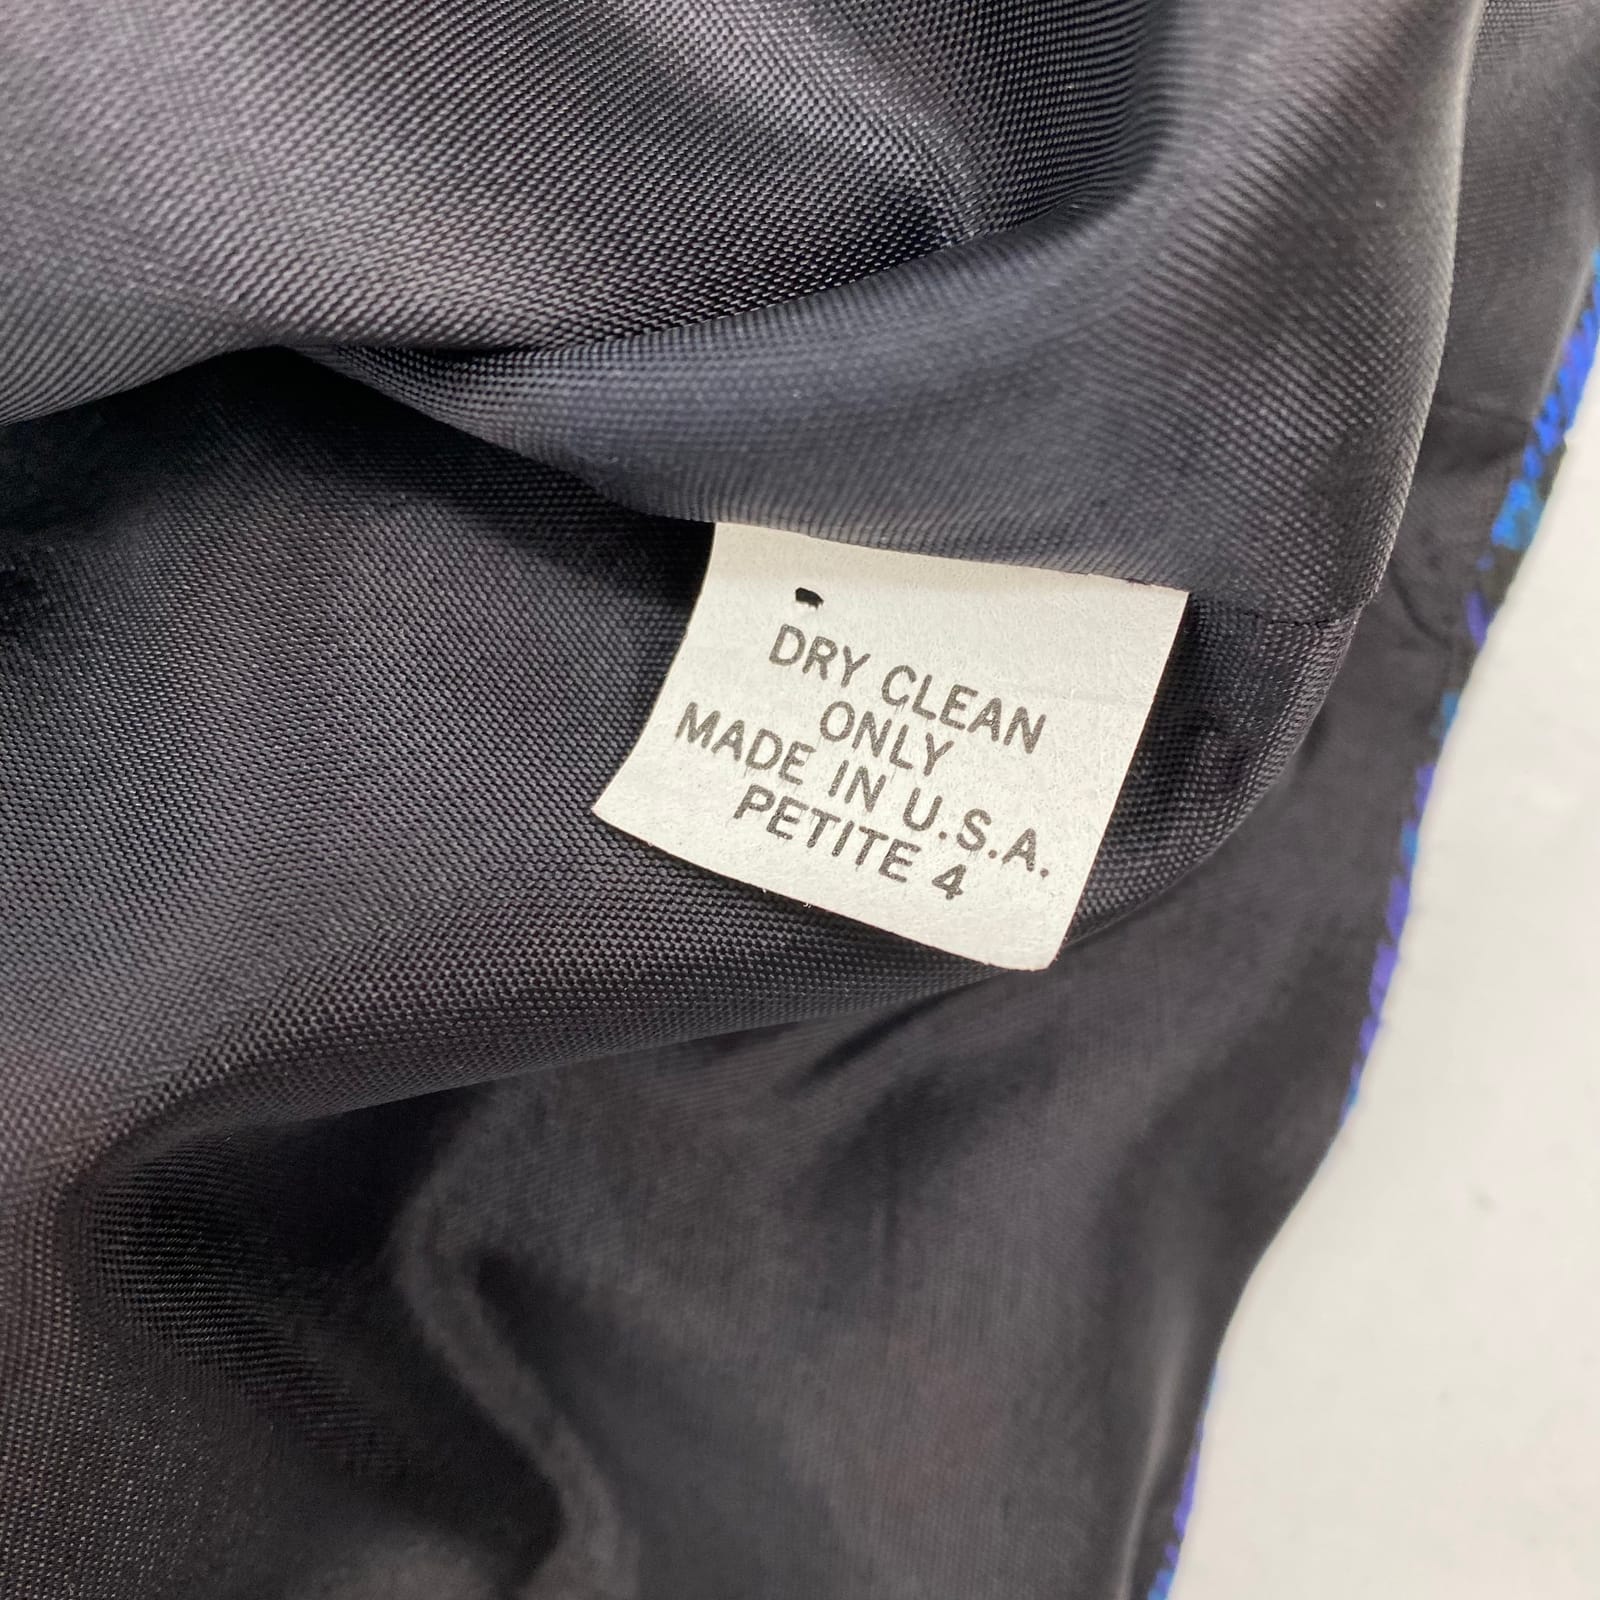 DRY CLEAN
ONLY
MADE IN U.S.A.
PETITE 4